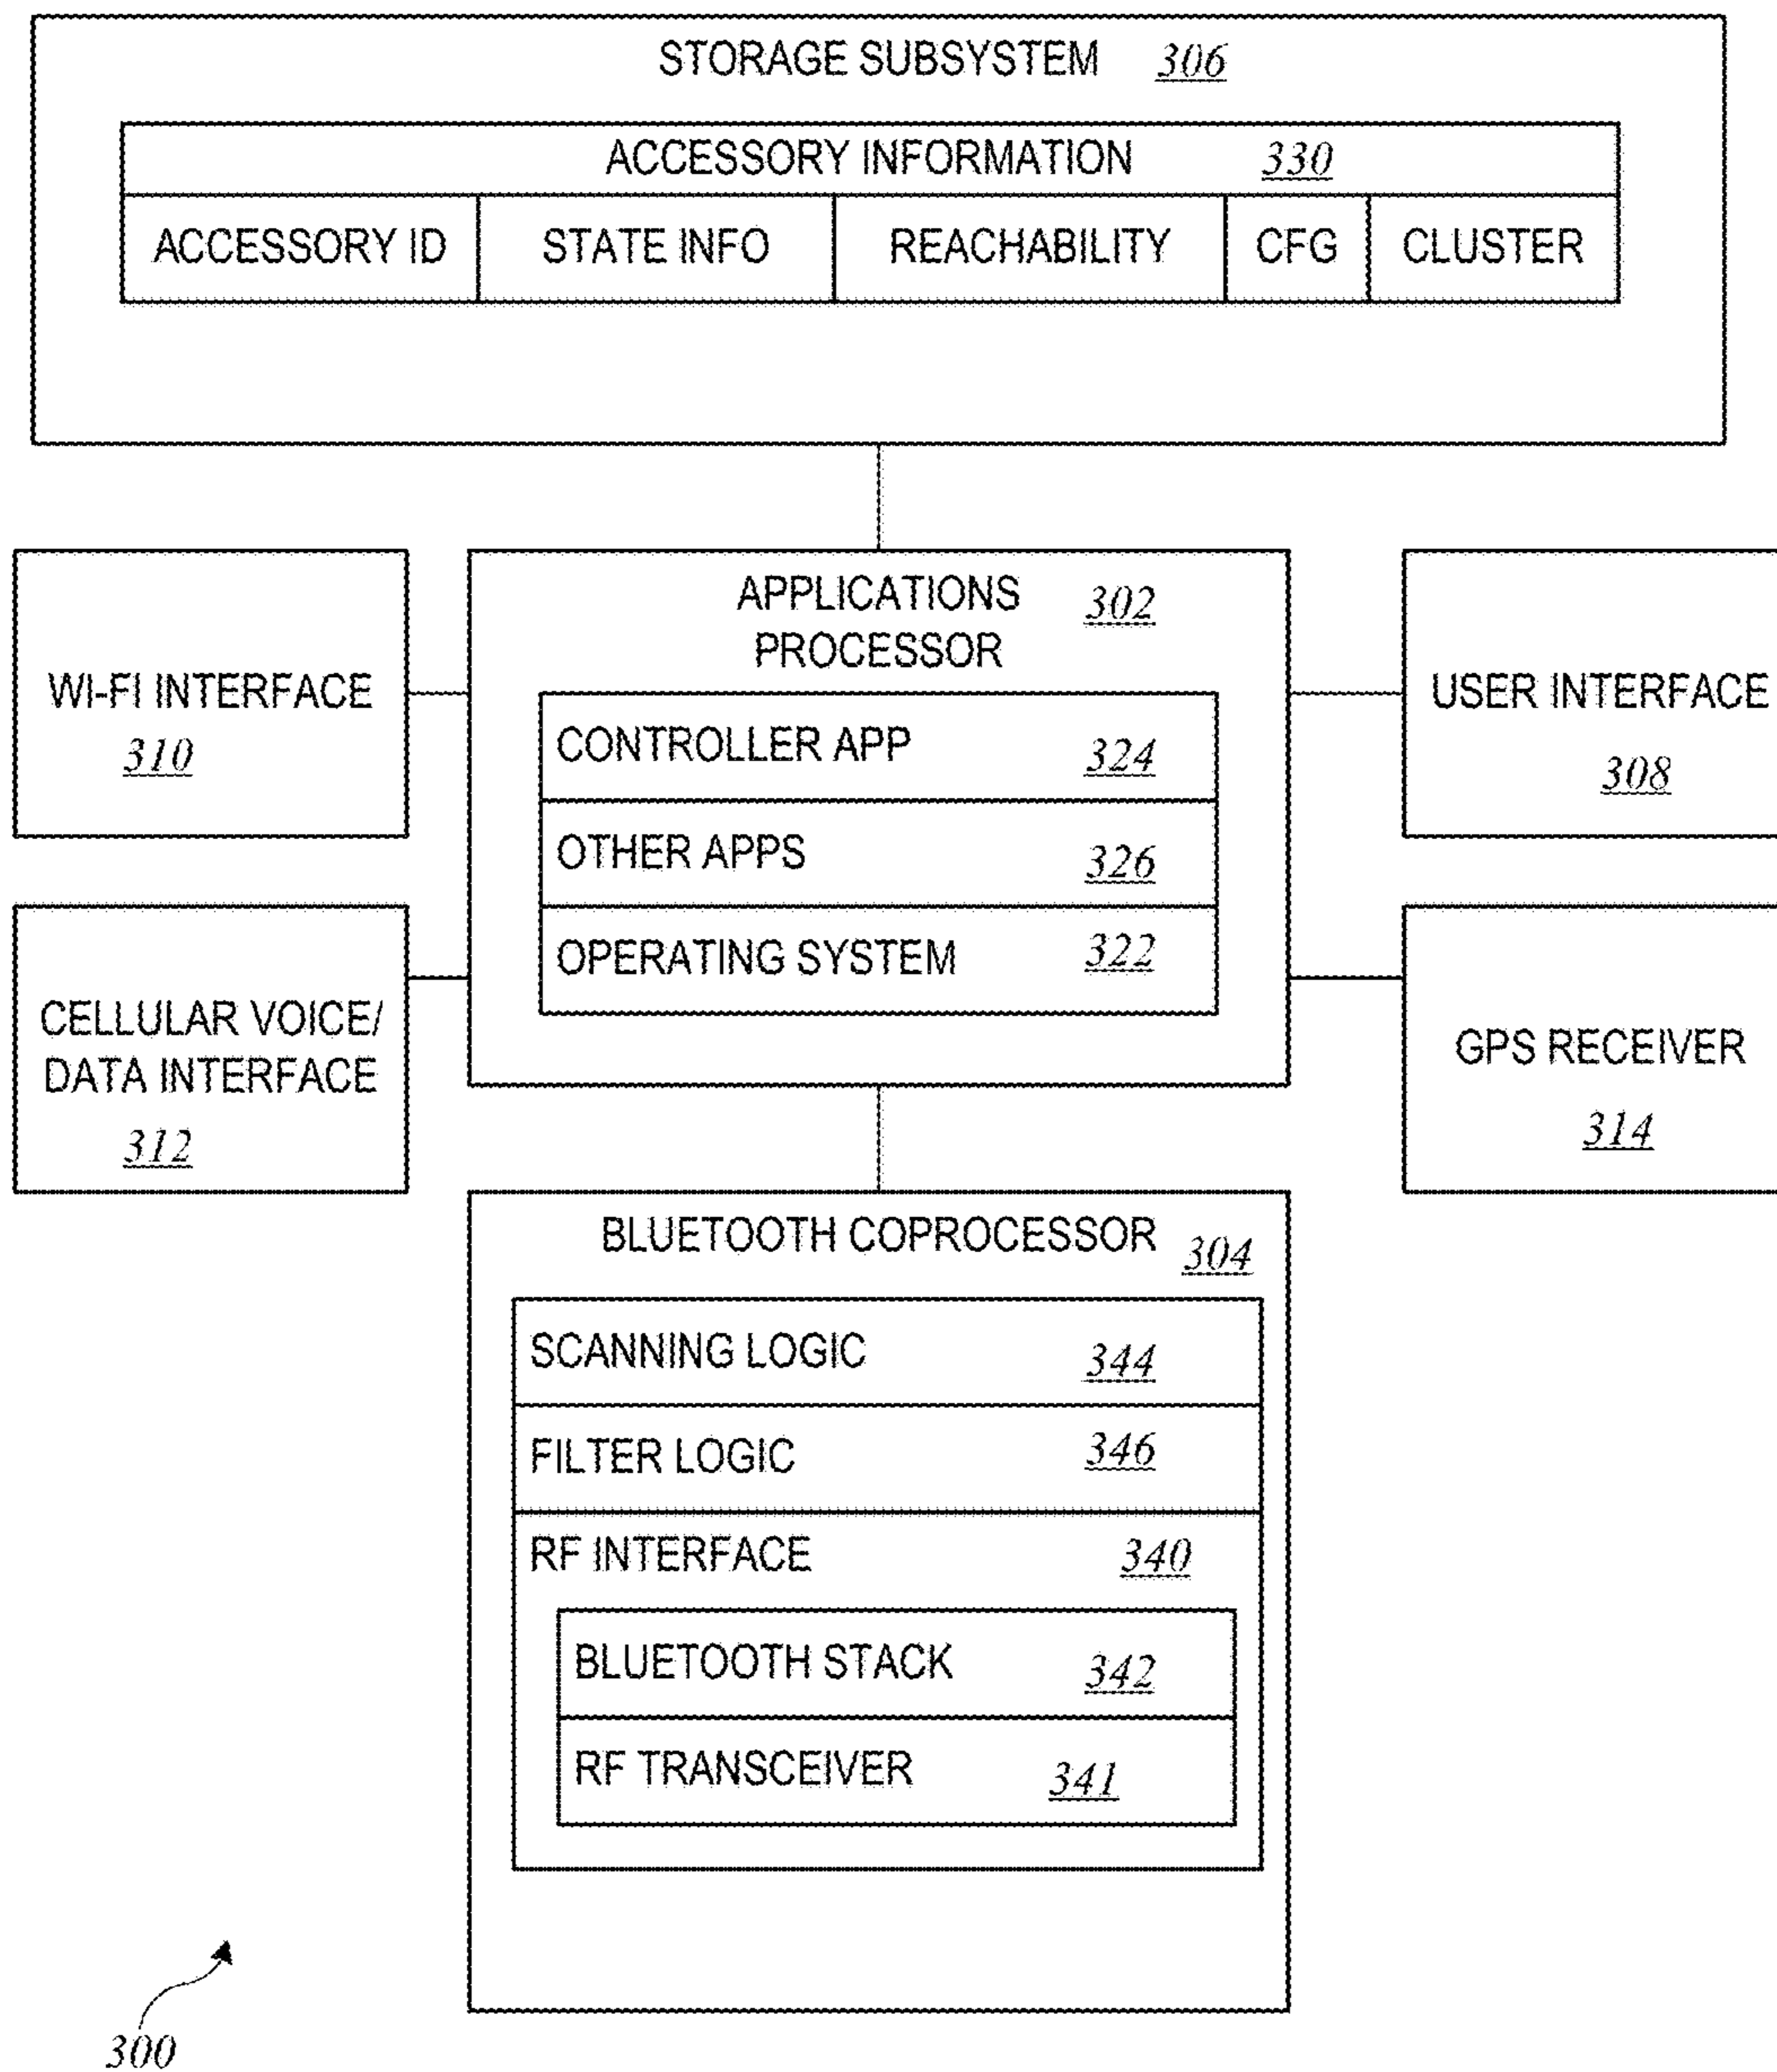 STORAGE SUBSYSTEM 306
ACCESSORY INFORMATION 330
ACCESSORY ID STATE INFO REACHABILITY CFG CLUSTER
WI-FI INTERFACE
310
APPLICATIONS 302
PROCESSOR
CONTROLLER APP 324
OTHER APPS 326
OPERATING SYSTEM 322
USER INTERFACE
308
CELLULAR VOICE/
DATA INTERFACE
312
GPS RECEIVER
314
BLUETOOTH COPROCESSOR 304
SCANNING LOGIC 344
FILTER LOGIC 346
RF INTERFACE 340
BLUETOOTH STACK 342
RF TRANSCEIVER 341
300